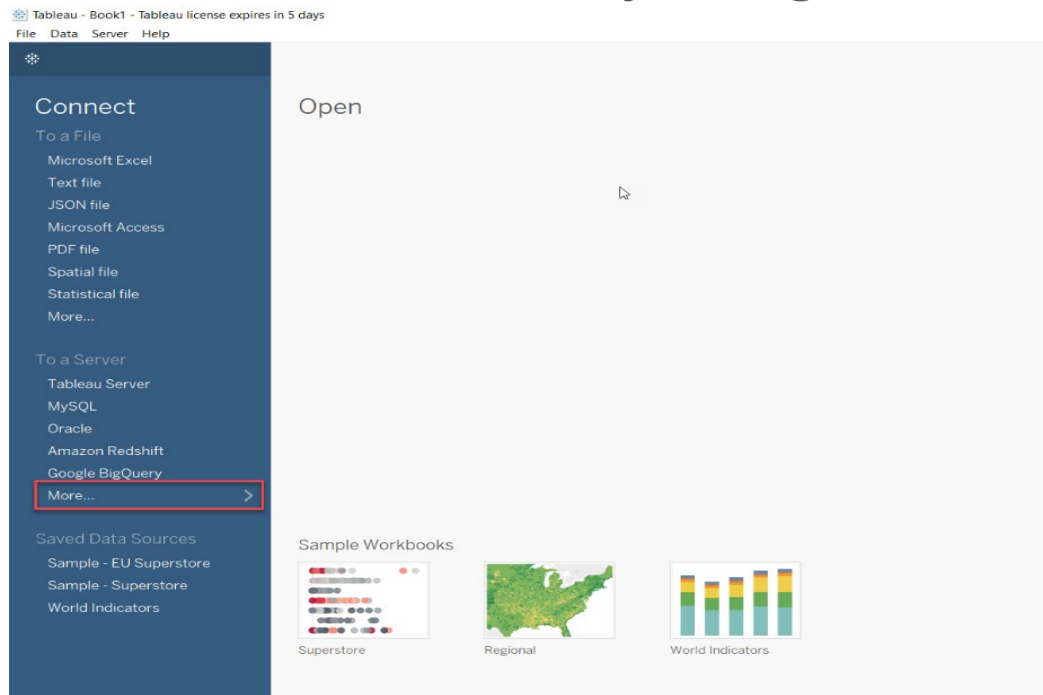 Tableau - Book1 - Tableau license expires in 5 days
File Data Server Help
Connect
To a File
Microsoft Excel
Text file
JSON file
Microsoft Access
PDF file
Spatial file
Statistical file
More...
To a Server
Tableau Server
MySQL
Oracle
Amazon Redshift
Google BigQuery
More...
Saved Data Sources
Sample - EU Superstore
Sample - Superstore
World Indicators
Open
Sample Workbooks
Superstore
Regional
World Indicators